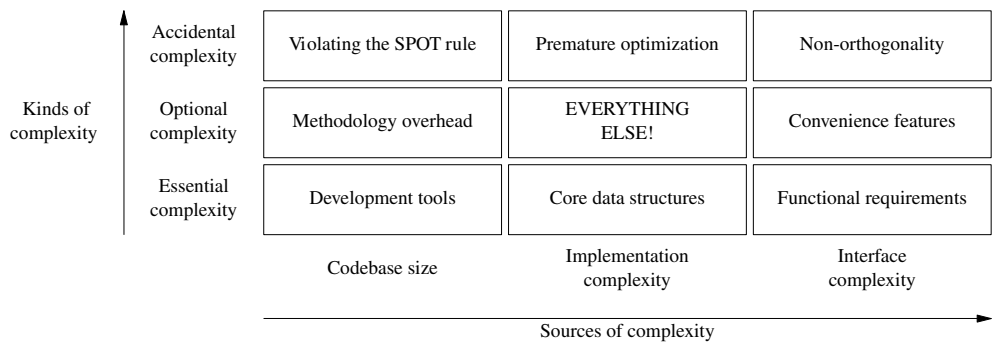 Accidental
complexity
Violating the SPOT rule
Premature optimization
Non-orthogonality
Kinds of
complexity
Optional
complexity
Methodology overhead
EVERYTHING
ELSE!
Convenience features
Essential
complexity
Development tools
Core data structures
Functional requirements
Codebase size
Implementation
complexity
Interface
complexity
Sources of complexity